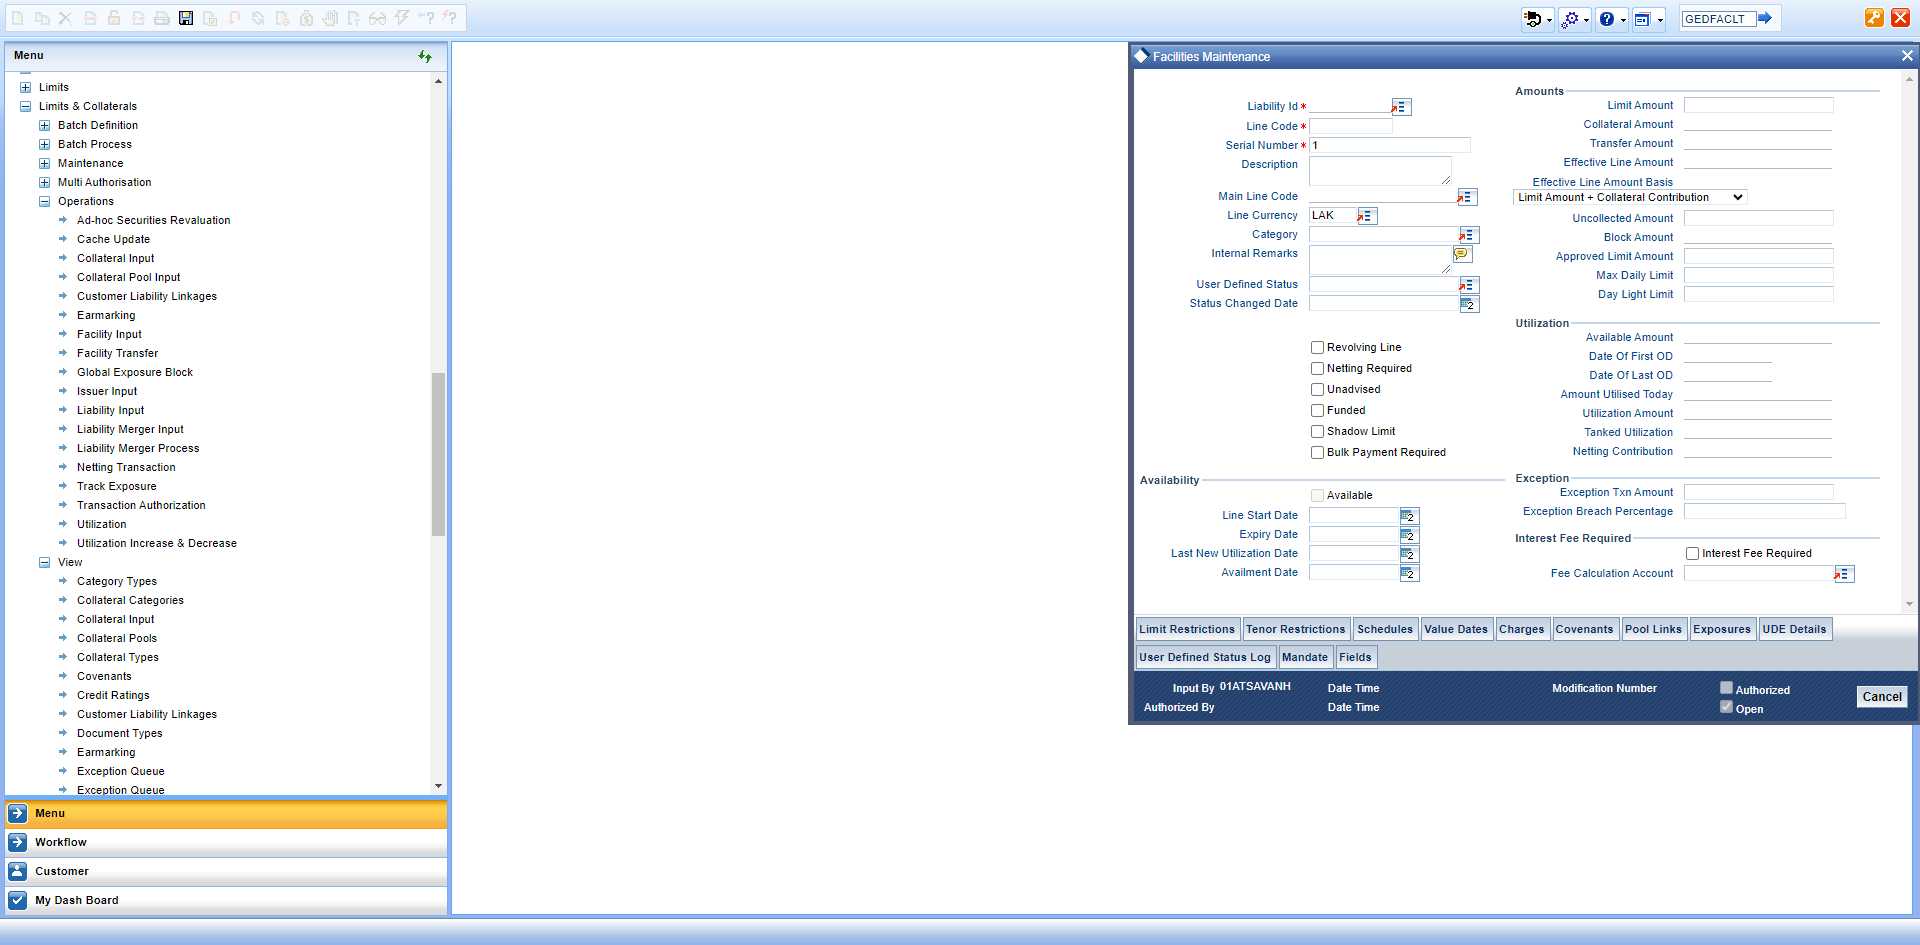 GEDFACLT
Menu
Limits
Limits & Collaterals
Batch Definition
Batch Process
Maintenance
Multi Authorisation
Operations
Ad-hoc Securities Revaluation
Cache Update
Collateral Input
Collateral Pool Input
Customer Liability Linkages
Earmarking
Facility Input
Facility Transfer
Global Exposure Block
Issuer Input
Liability Input
Liability Merger Input
Liability Merger Process
Netting Transaction
Track Exposure
Transaction Authorization
Utilization
Utilization Increase & Decrease
View
Category Types
Collateral Categories
Collateral Input
Collateral Pools
Collateral Types
Covenants
Credit Ratings
Customer Liability Linkages
Document Types
Earmarking
Exception Queue
Exception Queue
Menu
Workflow
Customer
My Dash Board
Facilities Maintenance
Liability Id *
Line Code *
Serial Number * 1
Description
Main Line Code
Line Currency LAK
Category
Internal Remarks
User Defined Status
Status Changed Date
Revolving Line
Netting Required
Unadvised
Funded
Shadow Limit
Bulk Payment Required
Availability
Available
Line Start Date
Expiry Date
Last New Utilization Date
Availment Date
Amounts
Limit Amount
Collateral Amount
Transfer Amount
Effective Line Amount
Effective Line Amount Basis
Limit Amount + Collateral Contribution
Uncollected Amount
Block Amount
Approved Limit Amount
Max Daily Limit
Day Light Limit
Utilization
Available Amount
Date Of First OD
Date Of Last OD
Amount Utilised Today
Utilization Amount
Tanked Utilization
Netting Contribution
Exception
Exception Txn Amount
Exception Breach Percentage
Interest Fee Required
Interest Fee Required
Fee Calculation Account
Limit Restrictions Tenor Restrictions Schedules Value Dates Charges Covenants Pool Links Exposures UDE Details
User Defined Status Log Mandate Fields
Input By 01ATSAVANH Date Time Modification Number Authorized
Authorized By Date Time Open
Cancel